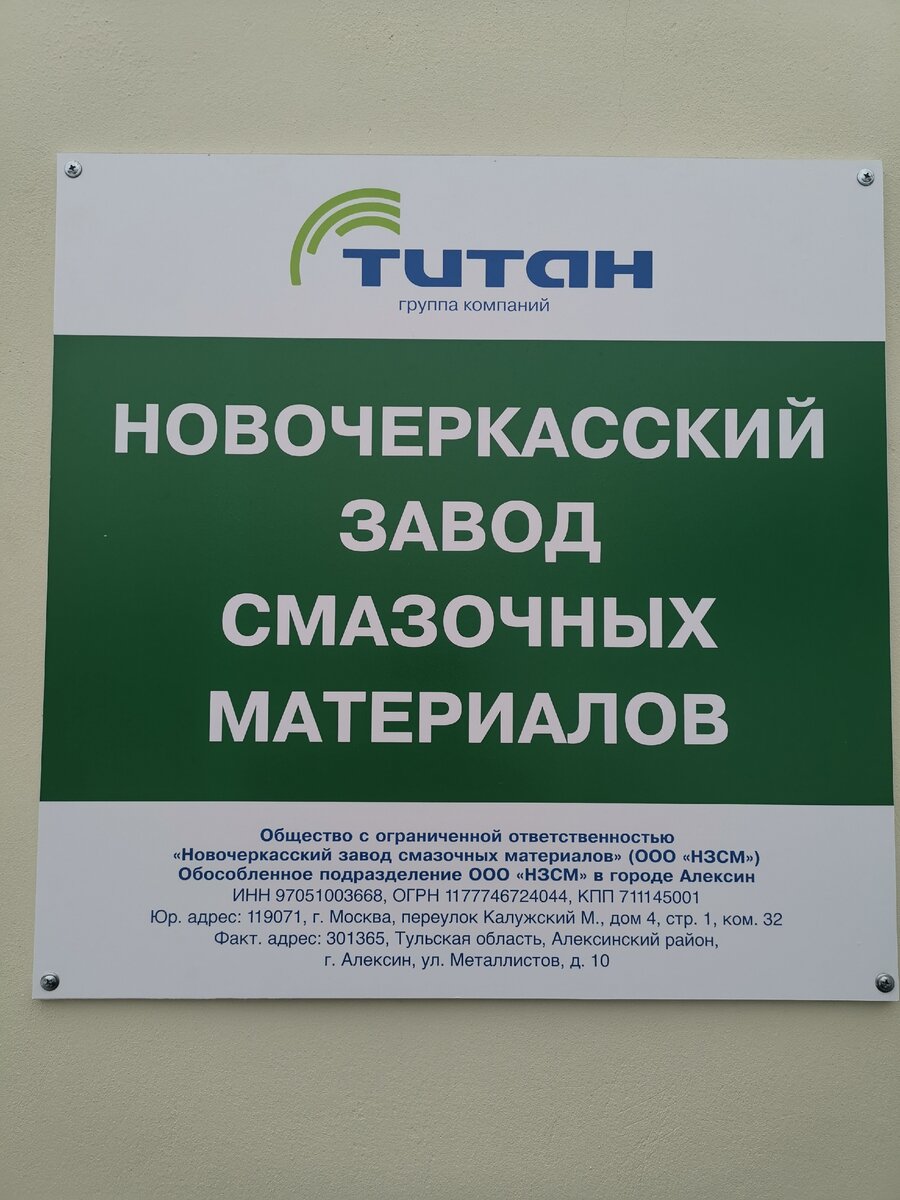 ТИТАН
группа компаний
НОВОЧЕРКАССКИЙ
ЗАВОД
СМАЗОЧНЫХ
МАТЕРИАЛОВ
Общество с ограниченной ответственностью
«Новочеркасский завод смазочных материалов» (ООО «НЗСМ»)
Обособленное подразделение ООО «НЗСМ» в городе Алексин
ИНН 97051003668, ОГРН 1177746724044, КПП 711145001
Юр. адрес: 119071, г. Москва, переулок Калужский М., дом 4, стр. 1, ком. 32
Факт. адрес: 301365, Тульская область, Алексинский район,
г. Алексин, ул. Металлистов, д. 10